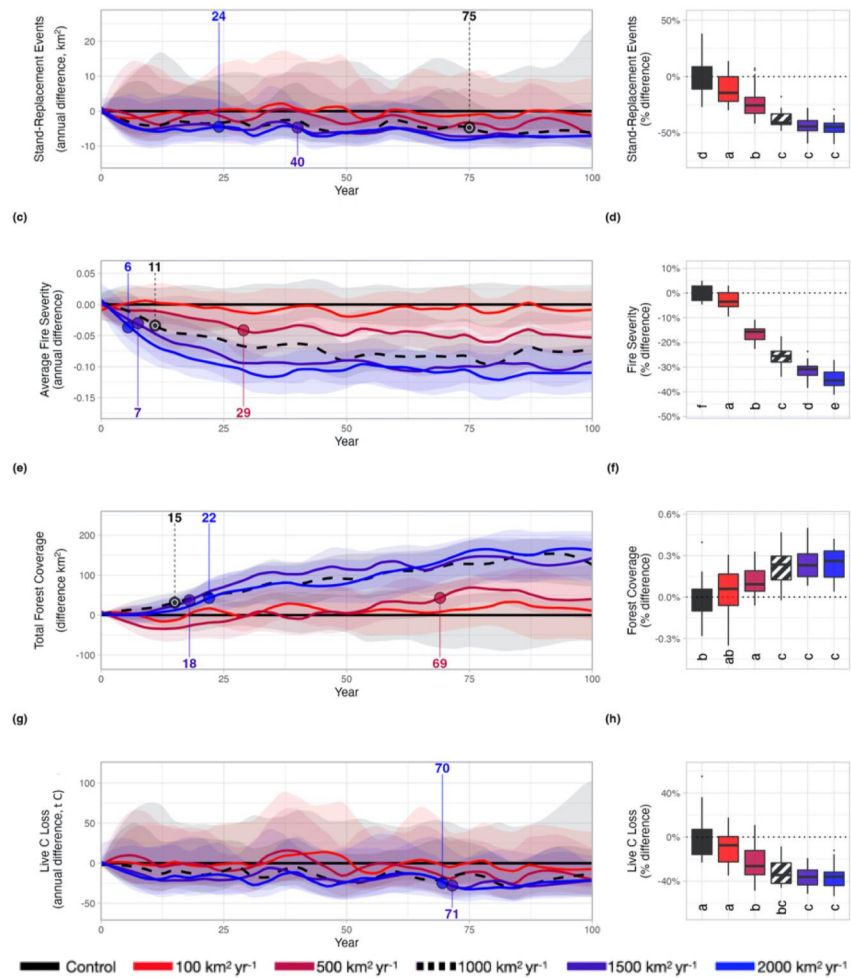 24
75
20
10
0
-10
Stand-Replacement Events
(annual difference, km²)
40
0
25
50
75
100
Year
50%
0%
-50%
Stand-Replacement Events
(% difference)
d
a
b
c
c
c
(c)
(d)
6
11
0.05
0.00
-0.05
-0.10
-0.15
Average Fire Severity
(annual difference)
7
29
0
25
50
75
100
Year
10%
0%
-10%
-20%
-30%
-40%
-50%
Fire Severity
(% difference)
f
a
b
c
d
e
(e)
(f)
15
22
200
100
0
-100
Total Forest Coverage
(difference km²)
18
69
0
25
50
75
100
Year
0.6%
0.3%
0.0%
-0.3%
Forest Coverage
(% difference)
b
ab
a
c
c
c
(g)
(h)
70
100
50
0
-50
Live C Loss
(annual difference, t C)
71
0
25
50
75
100
Year
40%
0%
-40%
Live C Loss
(% difference)
a
a
b
bc
c
c
Control
100 km² yr⁻¹
500 km² yr⁻¹
1000 km² yr⁻¹
1500 km² yr⁻¹
2000 km² yr⁻¹